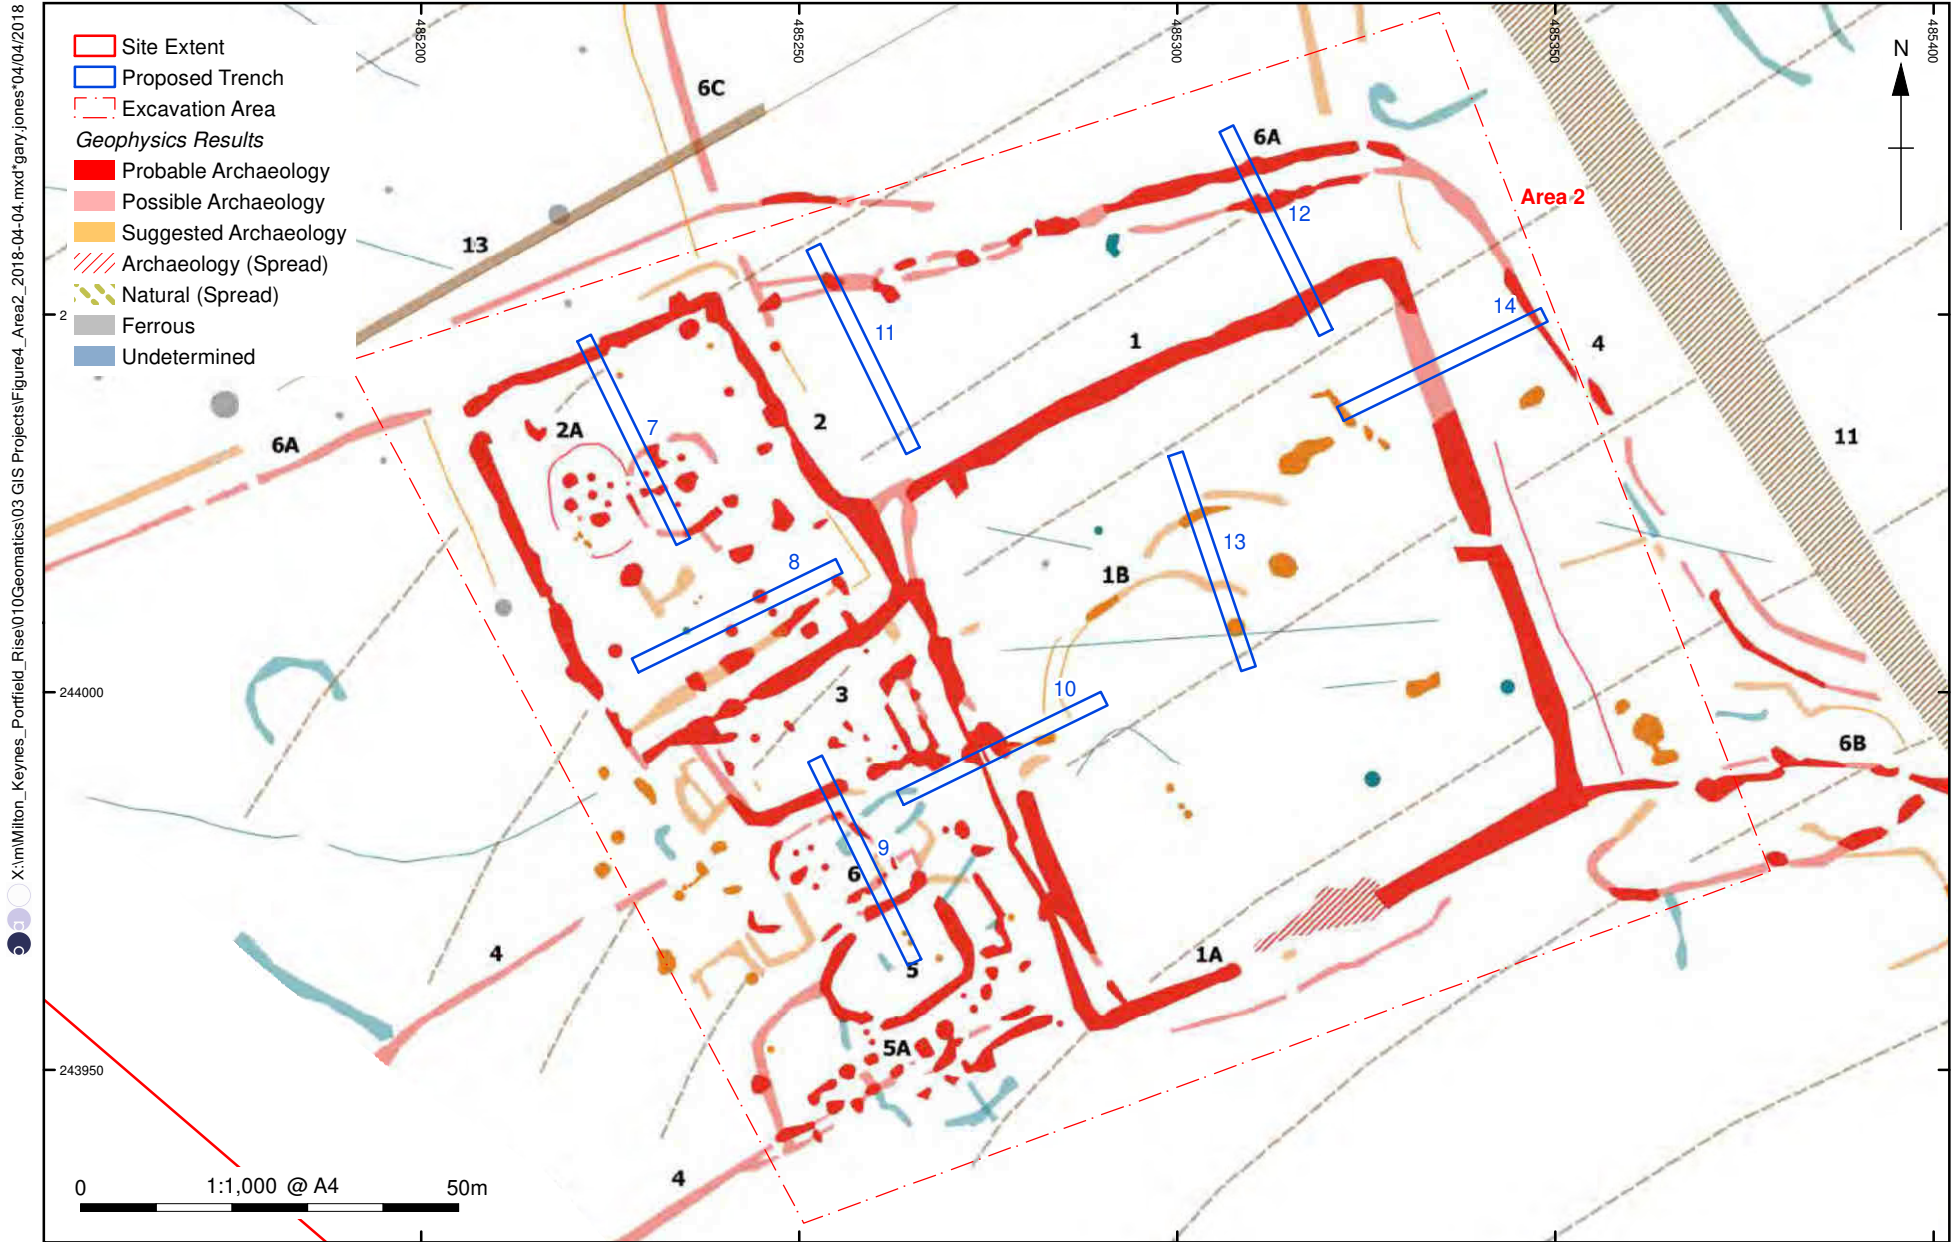 X:\m\Milton_Keynes_Portfield_Rise\010Geomatics\03 GIS Projects\Figure4_Area2_2018-04-04.mxd*gary.jones*04/04/2018
Site Extent
Proposed Trench
Excavation Area
Geophysics Results
Probable Archaeology
Possible Archaeology
Suggested Archaeology
Archaeology (Spread)
Natural (Spread)
Ferrous
Undetermined
485200
485250
485300
485350
485400
N
6C
6A
13
Area 2
12
2
11
14
1
4
2
6A
2A
7
11
8
13
1B
244000
3
10
6B
9
6
4
1A
5
5A
243950
4
0
1:1,000 @ A4
50m